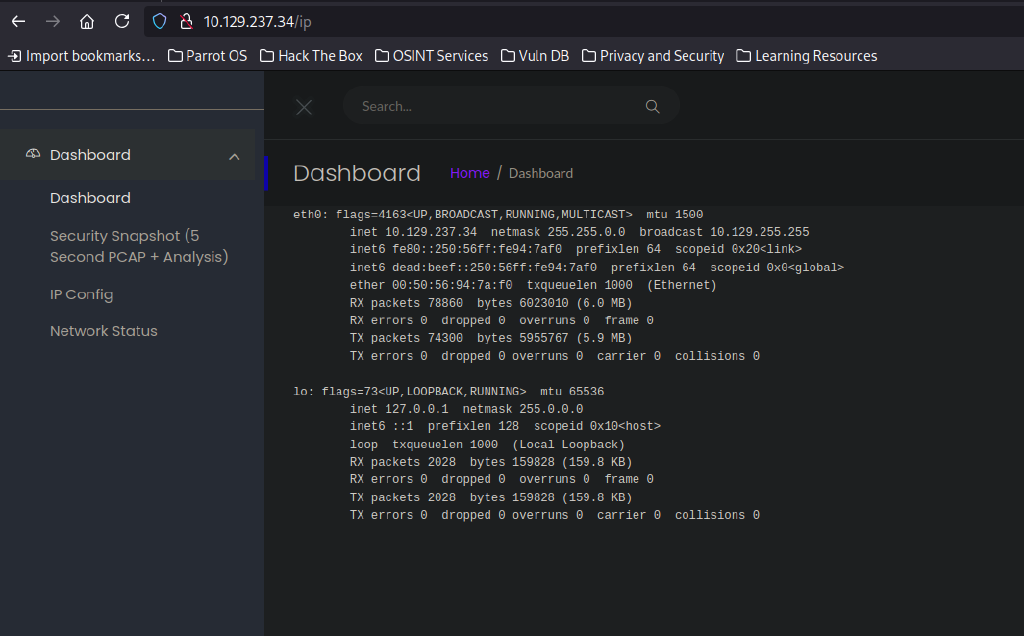 10.129.237.34/ip
Import bookmarks... Parrot OS Hack The Box OSINT Services Vuln DB Privacy and Security Learning Resources
Search...
Dashboard
Dashboard
Security Snapshot (5
Second PCAP + Analysis)
IP Config
Network Status
Dashboard Home / Dashboard
eth0: flags=4163<UP,BROADCAST,RUNNING,MULTICAST>  mtu 1500
        inet 10.129.237.34  netmask 255.255.0.0  broadcast 10.129.255.255
        inet6 fe80::250:56ff:fe94:7af0  prefixlen 64  scopeid 0x20<link>
        inet6 dead:beef::250:56ff:fe94:7af0  prefixlen 64  scopeid 0x0<global>
        ether 00:50:56:94:7a:f0  txqueuelen 1000  (Ethernet)
        RX packets 78860  bytes 6023010 (6.0 MB)
        RX errors 0  dropped 0  overruns 0  frame 0
        TX packets 74300  bytes 5955767 (5.9 MB)
        TX errors 0  dropped 0 overruns 0  carrier 0  collisions 0
lo: flags=73<UP,LOOPBACK,RUNNING>  mtu 65536
        inet 127.0.0.1  netmask 255.0.0.0
        inet6 ::1  prefixlen 128  scopeid 0x10<host>
        loop  txqueuelen 1000  (Local Loopback)
        RX packets 2028  bytes 159828 (159.8 KB)
        RX errors 0  dropped 0  overruns 0  frame 0
        TX packets 2028  bytes 159828 (159.8 KB)
        TX errors 0  dropped 0 overruns 0  carrier 0  collisions 0